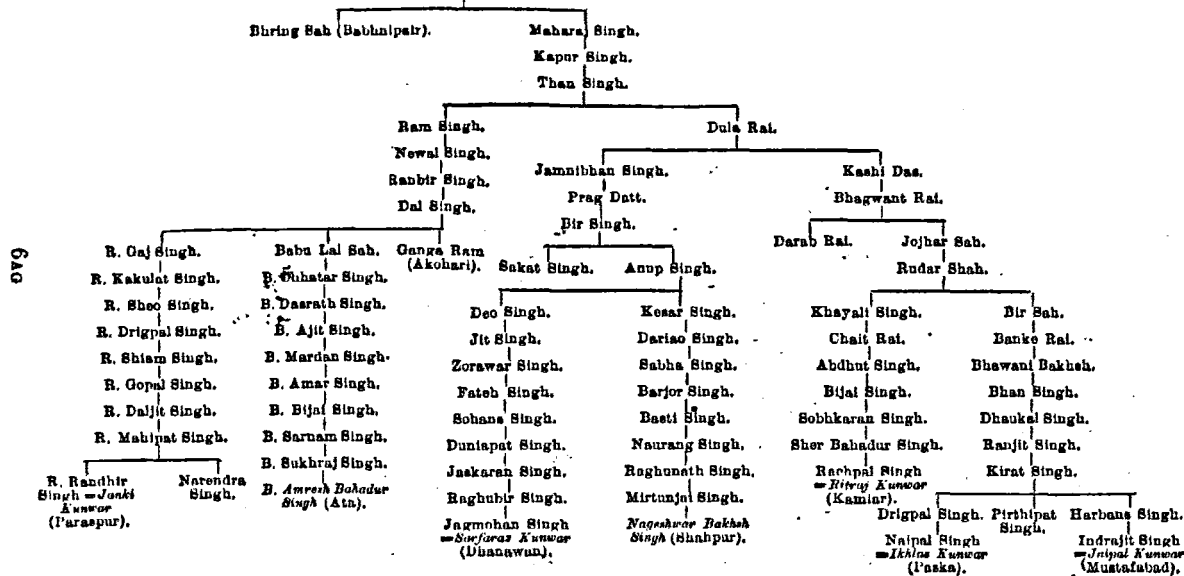 Bhring Sah (Babhnipair). Maharaj Singh.
Kapur Singh.
Than Singh.
Ram Singh. Dula Rai.
Newal Singh.
Ranbir Singh.
Dal Singh.
Jamnibhan Singh. Kashi Das.
Prag Datt. Bhagwant Rai.
Bir Singh.
R. Gaj Singh. Babu Lal Sah. Ganga Ram
(Akohari).
Sakat Singh. Anup Singh. Darab Rai. Jojhar Sah.
Rudar Shah.
R. Kakulat Singh.
R. Sheo Singh.
R. Drigpal Singh.
R. Shiam Singh.
R. Gopal Singh.
R. Daljit Singh.
R. Mahipat Singh.
R. Randhir
Singh = Janki
Kunwar
(Paraspur).
Narendra
Singh.
B. Singh.
B. Dasrath Singh.
B. Ajit Singh.
B. Mardan Singh.
B. Amar Singh.
B. Bijai Singh.
B. Sarnam Singh.
B. Sukhraj Singh.
B. Amresh Bahadur
Singh (Ata).
Deo Singh.
Jit Singh.
Zorawar Singh.
Fateh Singh.
Sohana Singh.
Duniapat Singh.
Jaskaran Singh.
Raghubir Singh.
Jagmohan Singh
= Sarfaraz Kunwar
(Dhanawan).
Kesar Singh.
Dariao Singh.
Sabha Singh.
Barjor Singh.
Basti Singh.
Naurang Singh.
Raghunath Singh.
Mirtunjai Singh.
Nageshwar Bakhsh
Singh (Shahpur).
Khayali Singh.
Chait Rai.
Abdhut Singh.
Bijai Singh.
Sobhkaran Singh.
Sher Bahadur Singh.
Rachpal Singh
= Ritraj Kunwar
(Kamiar).
Bir Sah.
Banke Rai.
Bhawani Bakhsh.
Bhan Singh.
Dhaukal Singh.
Ranjit Singh.
Kirat Singh.
Drigpal Singh. Pirthipat
Singh. Harbans Singh.
Naipal Singh
= Ikhlas Kunwar
(Paska).
Indrajit Singh
= Jaipal Kunwar
(Mustafabad).